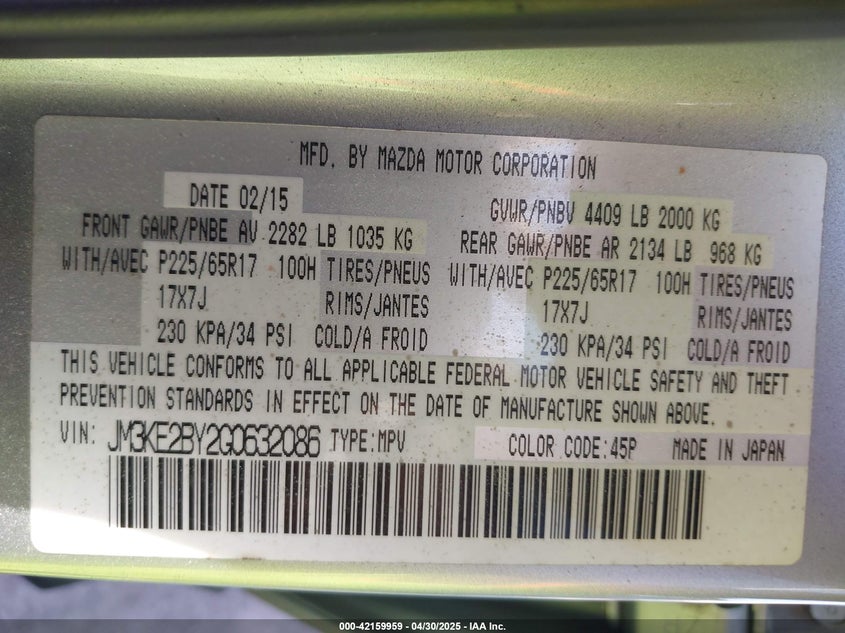 MFD. BY MAZDA MOTOR CORPORATION
DATE 02/15
GVWR/PNBV 4409 LB 2000 KG
FRONT GAWR/PNBE AV 2282 LB 1035 KG
REAR GAWR/PNBE AR 2134 LB 968 KG
WITH/AVEC P225/65R17 100H TIRES/PNEUS
WITH/AVEC P225/65R17 100H TIRES/PNEUS
17X7J RIMS/JANTES
17X7J RIMS/JANTES
230 KPA/34 PSI COLD/A FROID
230 KPA/34 PSI COLD/A FROID
THIS VEHICLE CONFORMS TO ALL APPLICABLE FEDERAL MOTOR VEHICLE SAFETY AND THEFT
PREVENTION STANDARDS IN EFFECT ON THE DATE OF MANUFACTURE SHOWN ABOVE.
VIN: JM3KE2BY2G0632086 TYPE:MPV COLOR CODE:45P MADE IN JAPAN
000-42159959 - 04/30/2025 - IAA Inc.